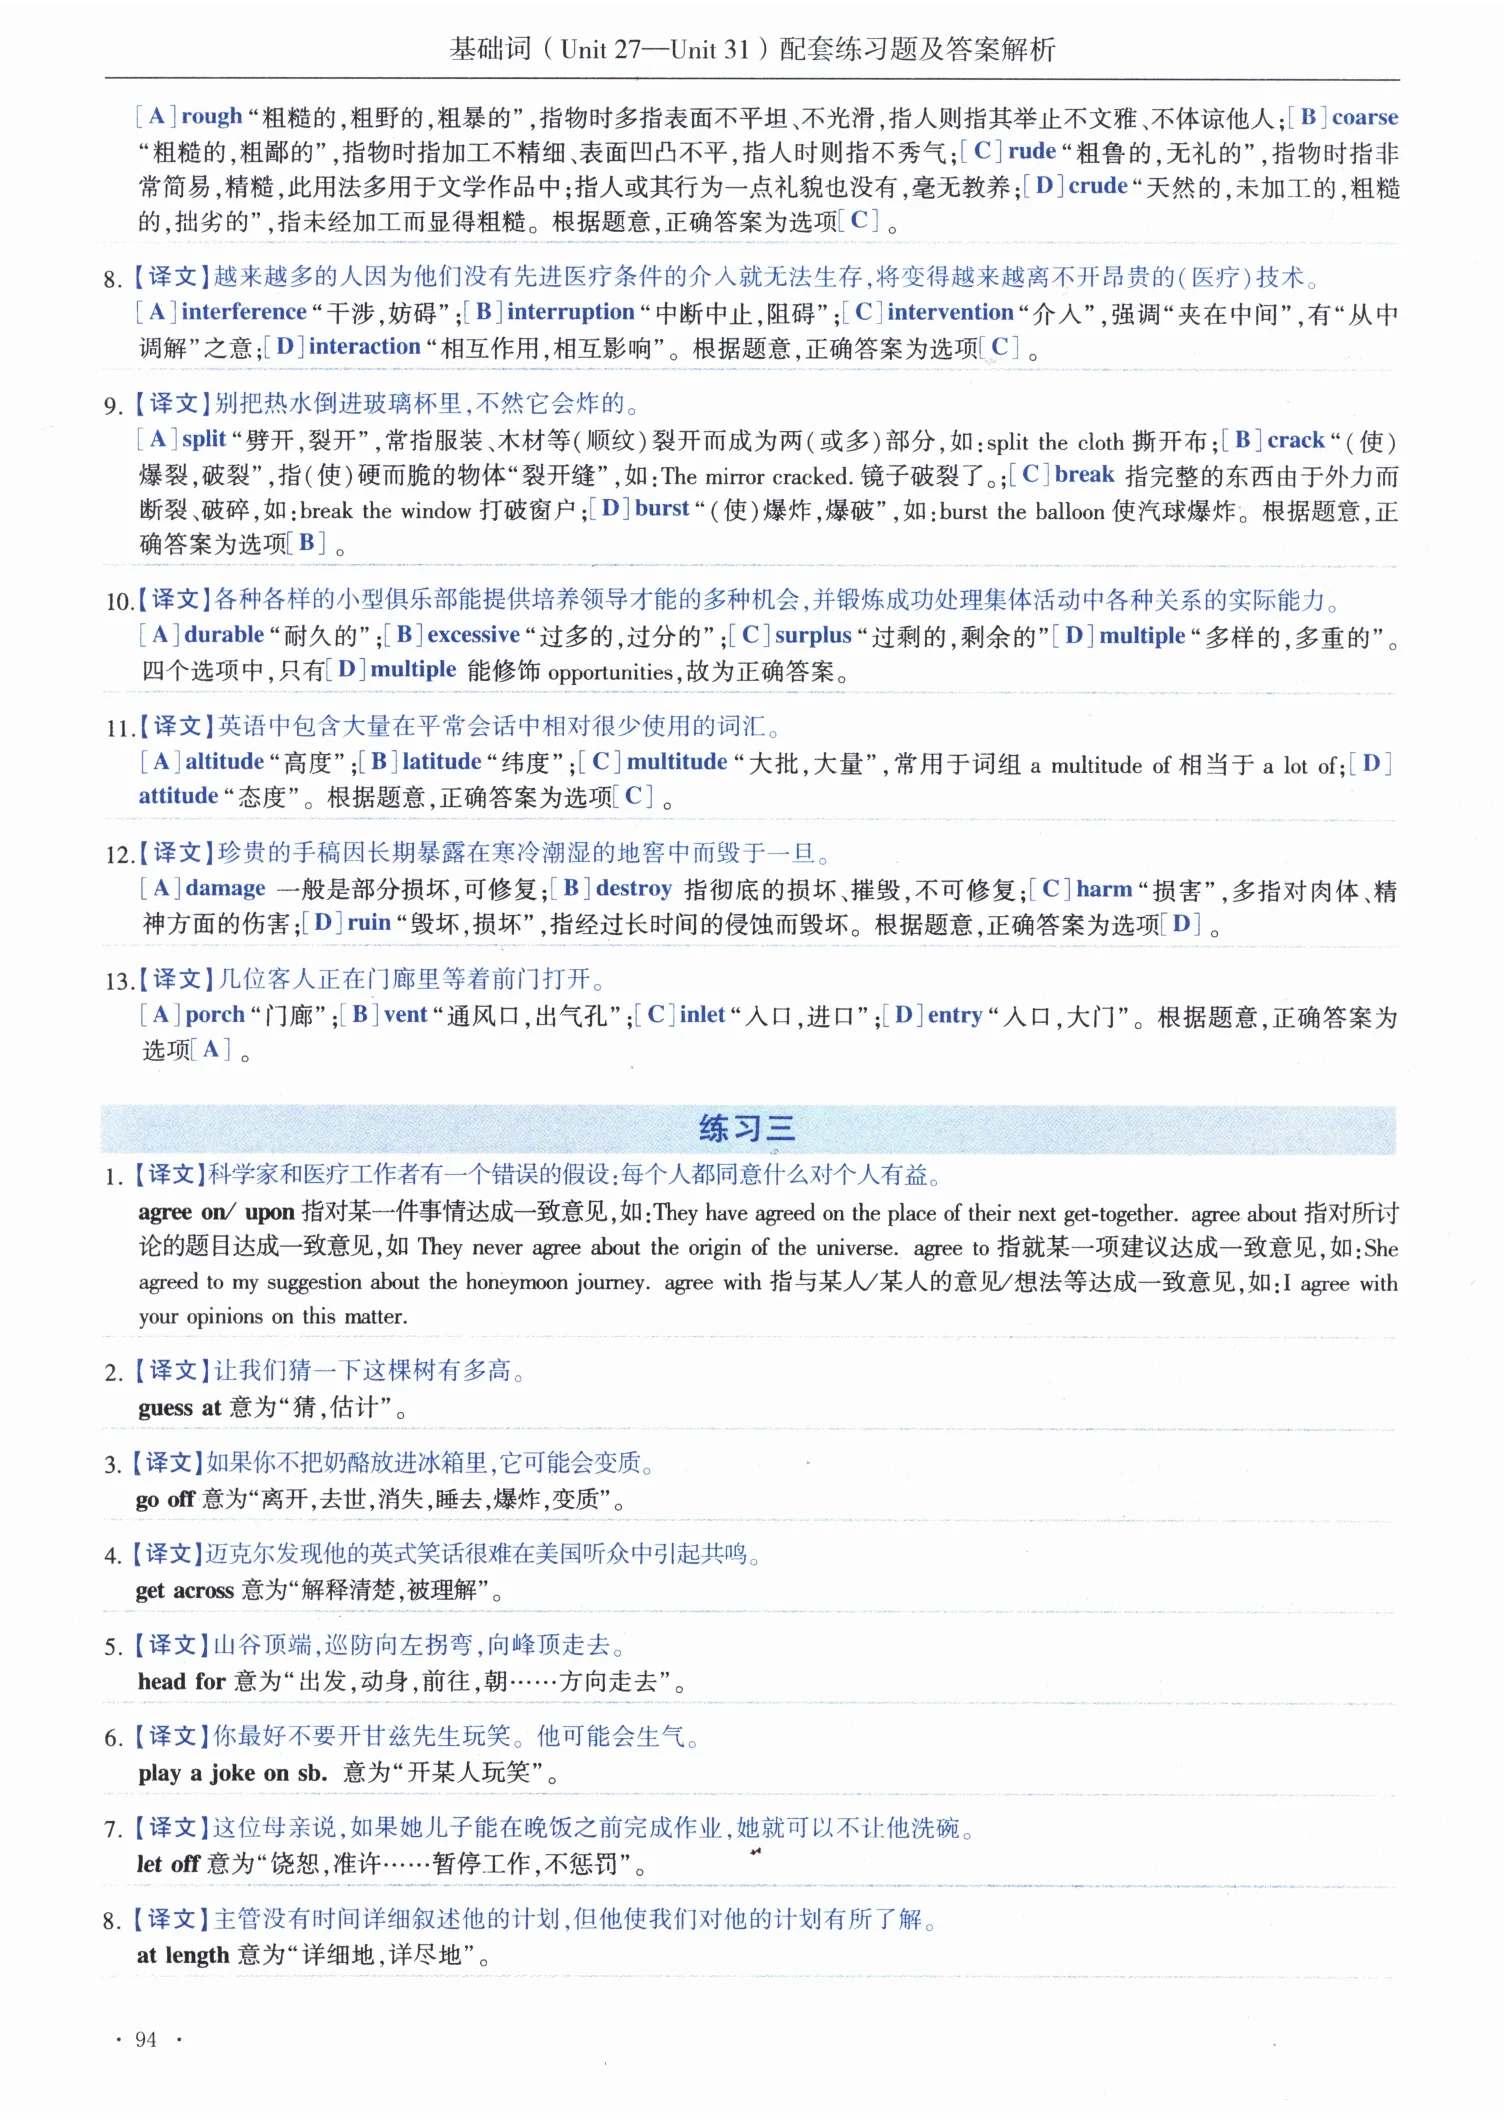 基础词（Unit 27—Unit 31）配套练习题及答案解析
[A]rough“粗糙的,粗野的,粗暴的”,指物时多指表面不平坦、不光滑,指人则指其举止不文雅、不体谅他人;[B]coarse
“粗糙的,粗鄙的”,指物时指加工不精细、表面凹凸不平,指人时则指不秀气;[C]rude“粗鲁的,无礼的”,指物时指非
常简易,精糙,此用法多用于文学作品中;指人或其行为一点礼貌也没有,毫无教养;[D]crude“天然的,未加工的,粗糙
的,拙劣的”,指未经加工而显得粗糙。根据题意,正确答案为选项[C]。
8.【译文】越来越多的人因为他们没有先进医疗条件的介入就无法生存,将变得越来越离不开昂贵的(医疗)技术。
[A]interference“干涉,妨碍”;[B]interruption“中断中止,阻碍”;[C]intervention“介入”,强调“夹在中间”,有“从中
调解”之意;[D]interaction“相互作用,相互影响”。根据题意,正确答案为选项[C]。
9.【译文】别把热水倒进玻璃杯里,不然它会炸的。
[A]split“劈开,裂开”,常指服装、木材等(顺纹)裂开而成为两(或多)部分,如:split the cloth 撕开布;[B]crack“(使)
爆裂,破裂”,指(使)硬而脆的物体“裂开缝”,如:The mirror cracked. 镜子破裂了。;[C]break 指完整的东西由于外力而
断裂、破碎,如:break the window 打破窗户;[D]burst“(使)爆炸,爆破”,如:burst the balloon 使汽球爆炸。根据题意,正
确答案为选项[B]。
10.【译文】各种各样的小型俱乐部能提供培养领导才能的多种机会,并锻炼成功处理集体活动中各种关系的实际能力。
[A]durable“耐久的”;[B]excessive“过多的,过分的”;[C]surplus“过剩的,剩余的”[D]multiple“多样的,多重的”。
四个选项中,只有[D]multiple 能修饰 opportunities,故为正确答案。
11.【译文】英语中包含大量在平常会话中相对很少使用的词汇。
[A]altitude“高度”;[B]latitude“纬度”;[C]multitude“大批,大量”,常用于词组 a multitude of 相当于 a lot of;[D]
attitude“态度”。根据题意,正确答案为选项[C]。
12.【译文】珍贵的手稿因长期暴露在寒冷潮湿的地窖中而毁于一旦。
[A]damage 一般是部分损坏,可修复;[B]destroy 指彻底的损坏、摧毁,不可修复;[C]harm“损害”,多指对肉体、精
神方面的伤害;[D]ruin“毁坏,损坏”,指经过长时间的侵蚀而毁坏。根据题意,正确答案为选项[D]。
13.【译文】几位客人正在门廊里等着前门打开。
[A]porch“门廊”;[B]vent“通风口,出气孔”;[C]inlet“入口,进口”;[D]entry“入口,大门”。根据题意,正确答案为
选项[A]。
练习三
1.【译文】科学家和医疗工作者有一个错误的假设:每个人都同意什么对个人有益。
agree on/ upon 指对某一件事情达成一致意见,如:They have agreed on the place of their next get-together. agree about 指对所讨
论的题目达成一致意见,如 They never agree about the origin of the universe. agree to 指就某一项建议达成一致意见,如:She
agreed to my suggestion about the honeymoon journey. agree with 指与某人/某人的意见/想法等达成一致意见,如:I agree with
your opinions on this matter.
2.【译文】让我们猜一下这棵树有多高。
guess at 意为“猜,估计”。
3.【译文】如果你不把奶酪放进冰箱里,它可能会变质。
go off 意为“离开,去世,消失,睡去,爆炸,变质”。
4.【译文】迈克尔发现他的英式笑话很难在美国听众中引起共鸣。
get across 意为“解释清楚,被理解”。
5.【译文】山谷顶端,巡防向左拐弯,向峰顶走去。
head for 意为“出发,动身,前往,朝……方向走去”。
6.【译文】你最好不要开甘兹先生玩笑。他可能会生气。
play a joke on sb. 意为“开某人玩笑”。
7.【译文】这位母亲说,如果她儿子能在晚饭之前完成作业,她就可以不让他洗碗。
let off 意为“饶恕,准许……暂停工作,不惩罚”。
8.【译文】主管没有时间详细叙述他的计划,但他使我们对他的计划有所了解。
at length 意为“详细地,详尽地”。
· 94 ·